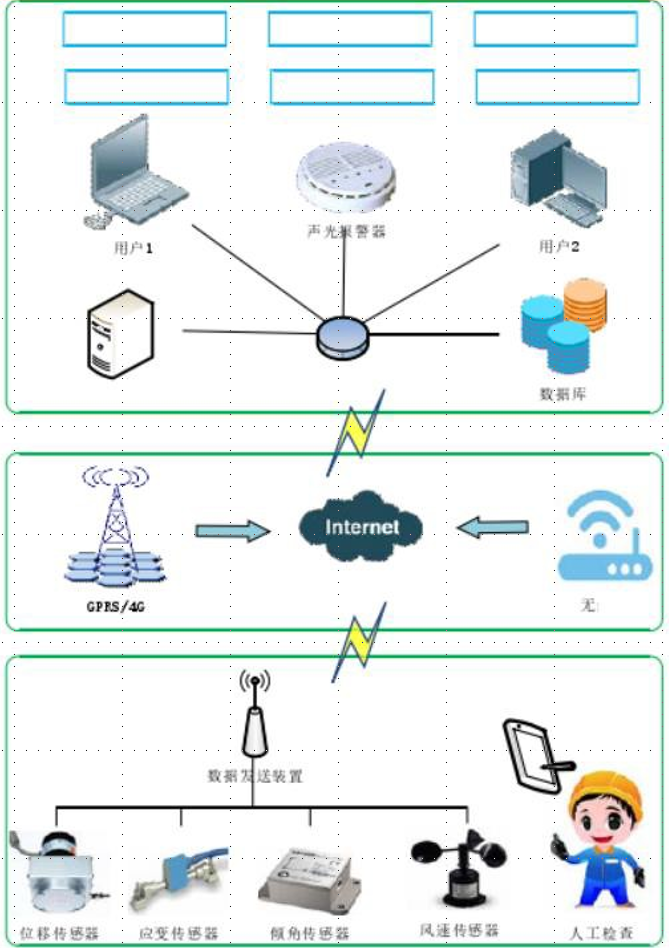 用户1
声光报警器
用户2
数据库
Internet
GPRS/4G
无
数据发送装置
位移传感器
应变传感器
倾角传感器
风速传感器
人工检查